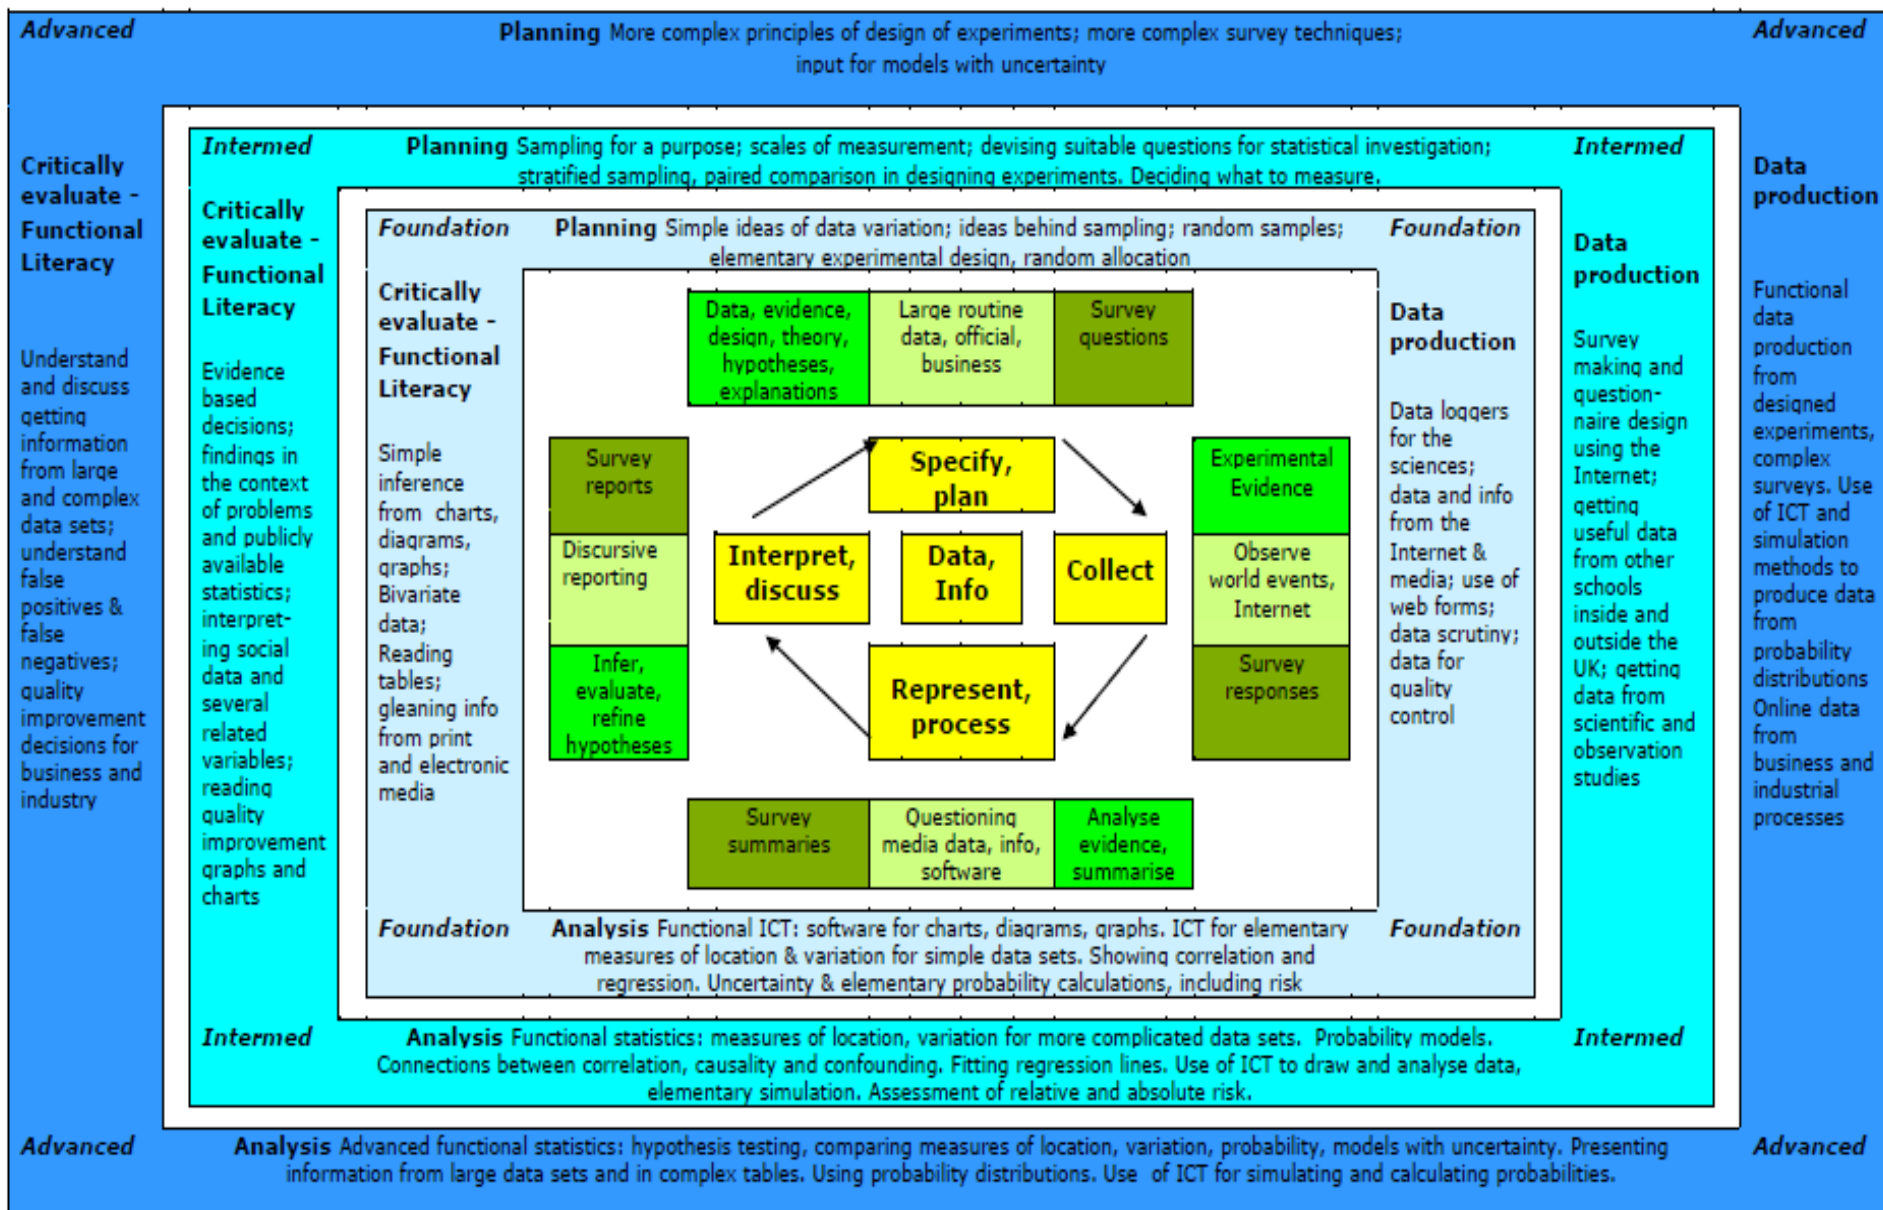 Advanced
Planning More complex principles of design of experiments; more complex survey techniques;
input for models with uncertainty
Advanced
Critically
evaluate -
Functional
Literacy
Understand
and discuss
getting
information
from large
and complex
data sets;
understand
false
positives &
false
negatives;
quality
improvement
decisions for
business and
industry
Intermed
Planning Sampling for a purpose; scales of measurement; devising suitable questions for statistical investigation;
stratified sampling, paired comparison in designing experiments. Deciding what to measure.
Intermed
Critically
evaluate -
Functional
Literacy
Evidence
based
decisions;
findings in
the context
of problems
and publicly
available
statistics;
interpret-
ing social
data and
several
related
variables;
reading
quality
improvement
graphs and
charts
Foundation
Planning Simple ideas of data variation; ideas behind sampling; random samples;
elementary experimental design, random allocation
Foundation
Critically
evaluate -
Functional
Literacy
Simple
inference
from charts,
diagrams,
graphs;
Bivariate
data;
Reading
tables;
gleaning info
from print
and electronic
media
Data, evidence,
design, theory,
hypotheses,
explanations
Large routine
data, official,
business
Survey
questions
Survey
reports
Discursive
reporting
Infer,
evaluate,
refine
hypotheses
Specify,
plan
Interpret,
discuss
Data,
Info
Collect
Represent,
process
Experimental
Evidence
Observe
world events,
Internet
Survey
responses
Survey
summaries
Questioning
media data, info,
software
Analyse
evidence,
summarise
Data
production
Data loggers
for the
sciences;
data and info
from the
Internet &
media; use of
web forms;
data scrutiny;
data for
quality
control
Data
production
Survey
making and
question-
naire design
using the
Internet;
getting
useful data
from other
schools
inside and
outside the
UK; getting
data from
scientific and
observation
studies
Data
production
Functional
data
production
from
designed
experiments,
complex
surveys. Use
of ICT and
simulation
methods to
produce data
from
probability
distributions
Online data
from
business and
industrial
processes
Foundation
Analysis Functional ICT: software for charts, diagrams, graphs. ICT for elementary
measures of location & variation for simple data sets. Showing correlation and
regression. Uncertainty & elementary probability calculations, including risk
Foundation
Intermed
Analysis Functional statistics: measures of location, variation for more complicated data sets. Probability models.
Connections between correlation, causality and confounding. Fitting regression lines. Use of ICT to draw and analyse data,
elementary simulation. Assessment of relative and absolute risk.
Intermed
Advanced
Analysis Advanced functional statistics: hypothesis testing, comparing measures of location, variation, probability, models with uncertainty. Presenting
information from large data sets and in complex tables. Using probability distributions. Use of ICT for simulating and calculating probabilities.
Advanced